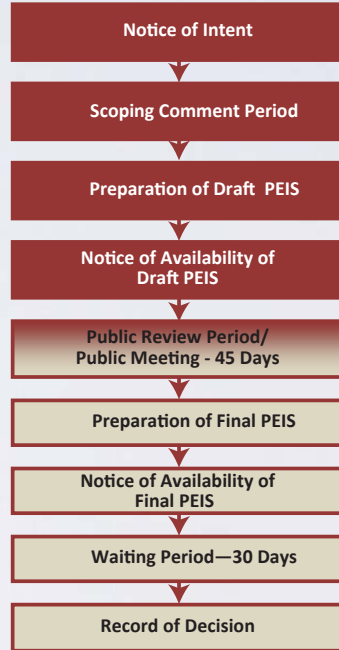 Notice of Intent
Scoping Comment Period
Preparation of Draft PEIS
Notice of Availability of
Draft PEIS
Public Review Period/
Public Meeting - 45 Days
Preparation of Final PEIS
Notice of Availability of
Final PEIS
Waiting Period—30 Days
Record of Decision